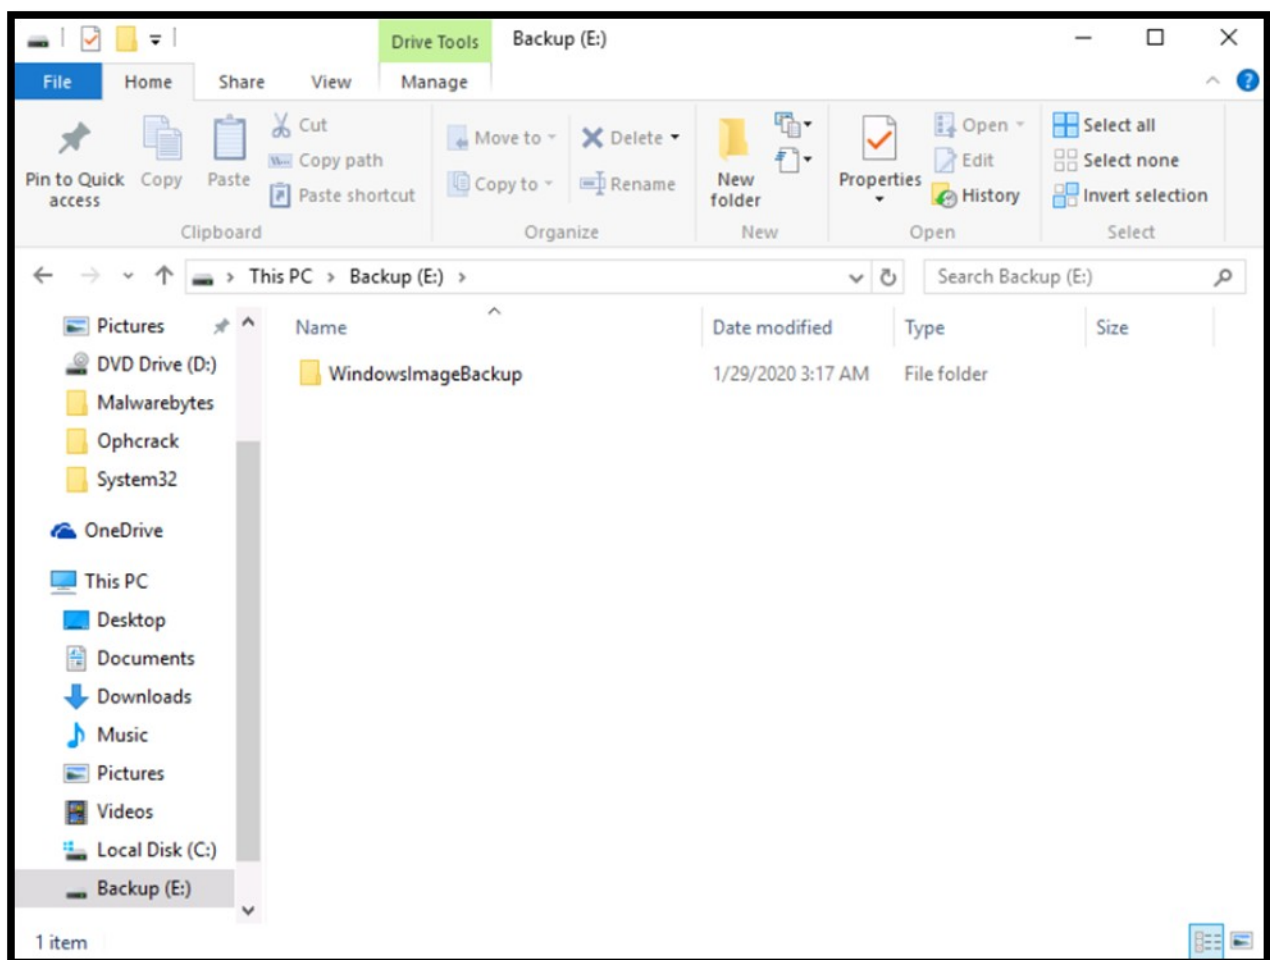 Drive Tools Backup (E:)
File Home Share View Manage
Pin to Quick access Copy Paste
Cut
Copy path
Paste shortcut
Move to
Copy to
Delete
Rename
New folder
Properties
Open
Edit
History
Select all
Select none
Invert selection
Clipboard Organize New Open Select
This PC > Backup (E:) > Search Backup (E:)
Name Date modified Type Size
WindowsImageBackup 1/29/2020 3:17 AM File folder
Pictures
DVD Drive (D:)
Malwarebytes
Ophcrack
System32
OneDrive
This PC
Desktop
Documents
Downloads
Music
Pictures
Videos
Local Disk (C:)
Backup (E:)
1 item